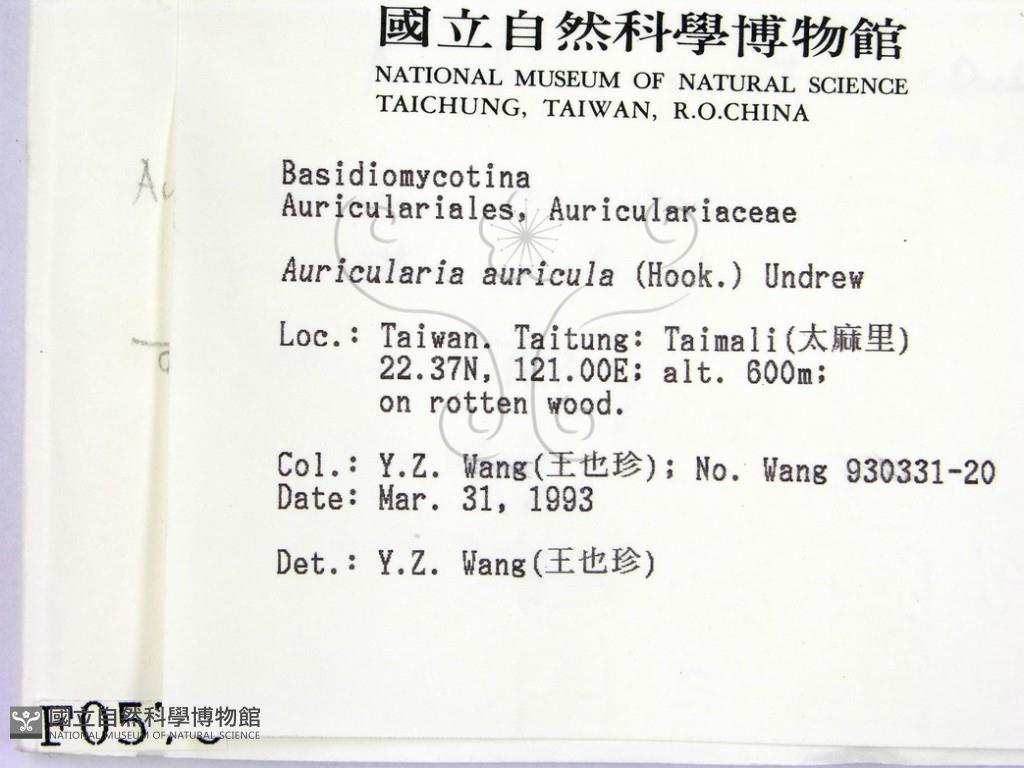 國立自然科學博物館
NATIONAL MUSEUM OF NATURAL SCIENCE
TAICHUNG, TAIWAN, R.O.CHINA
Basidiomycotina
Auriculariales, Auriculariaceae
Auricularia auricula (Hook.) Undrew
Loc.: Taiwan. Taitung: Taimali(太麻里)
22.37N, 121.00E; alt. 600m;
on rotten wood.
Col.: Y.Z. Wang(王也珍); No. Wang 930331-20
Date: Mar. 31, 1993
Det.: Y.Z. Wang(王也珍)
國立自然科學博物館
NATIONAL MUSEUM OF NATURAL SCIENCE